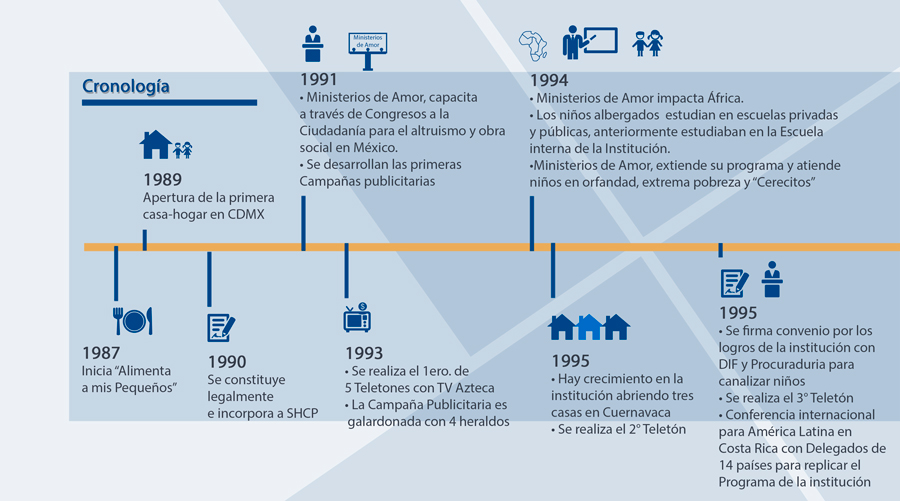 Cronología
1989
Apertura de la primera
casa-hogar en CDMX
Ministerios
de Amor
1991
• Ministerios de Amor, capacita
a través de Congresos a la
Ciudadanía para el altruismo y obra
social en México.
• Se desarrollan las primeras
Campañas publicitarias
1994
• Ministerios de Amor impacta África.
• Los niños albergados estudian en escuelas privadas
y públicas, anteriormente estudiaban en la Escuela
interna de la Institución.
•Ministerios de Amor, extiende su programa y atiende
niños en orfandad, extrema pobreza y “Cerecitos”
1987
Inicia “Alimenta
a mis Pequeños”
1990
Se constituye
legalmente
e incorpora a SHCP
$
1993
• Se realiza el 1ero. de
5 Teletones con TV Azteca
• La Campaña Publicitaria es
galardonada con 4 heraldos
1995
• Hay crecimiento en la
institución abriendo tres
casas en Cuernavaca
• Se realiza el 2° Teletón
1995
• Se firma convenio por los
logros de la institución con
DIF y Procuraduria para
canalizar niños
• Se realiza el 3° Teletón
• Conferencia internacional
para América Latina en
Costa Rica con Delegados de
14 países para replicar el
Programa de la institución